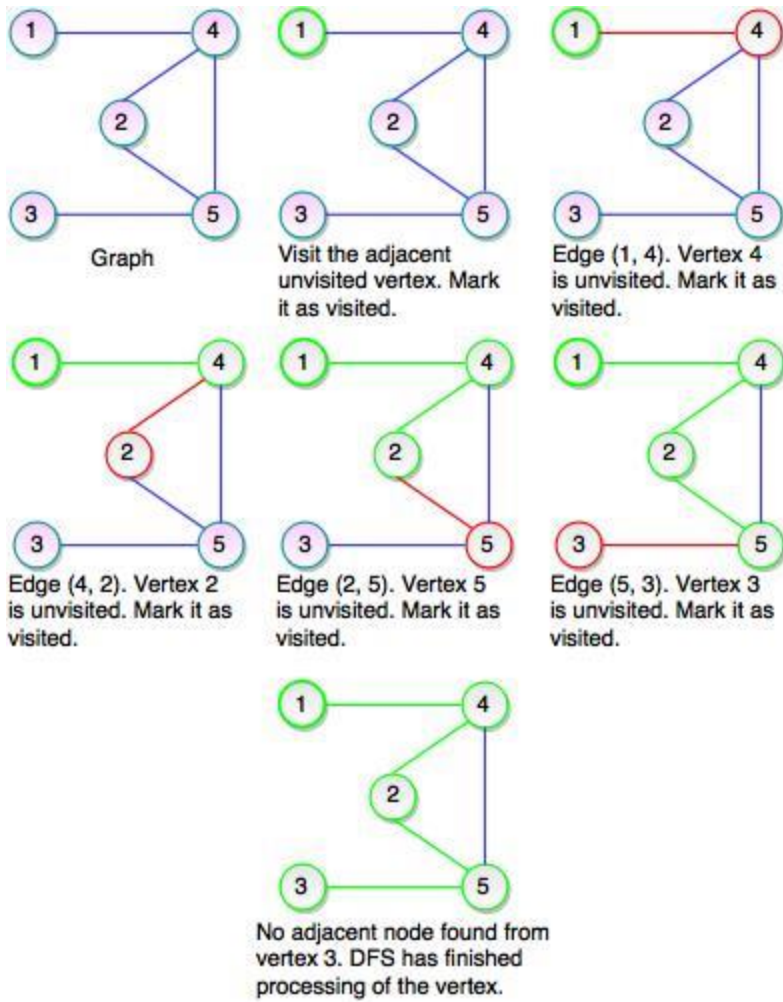 1 4 1 4 1 4
2 2 2
3 5 3 5 3 5
Graph
Visit the adjacent
unvisited vertex. Mark
it as visited.
Edge (1, 4). Vertex 4
is unvisited. Mark it as
visited.
1 4 1 4 1 4
2 2 2
3 5 3 5 3 5
Edge (4, 2). Vertex 2
is unvisited. Mark it as
visited.
Edge (2, 5). Vertex 5
is unvisited. Mark it as
visited.
Edge (5, 3). Vertex 3
is unvisited. Mark it as
visited.
1 4
2
3 5
No adjacent node found from
vertex 3. DFS has finished
processing of the vertex.